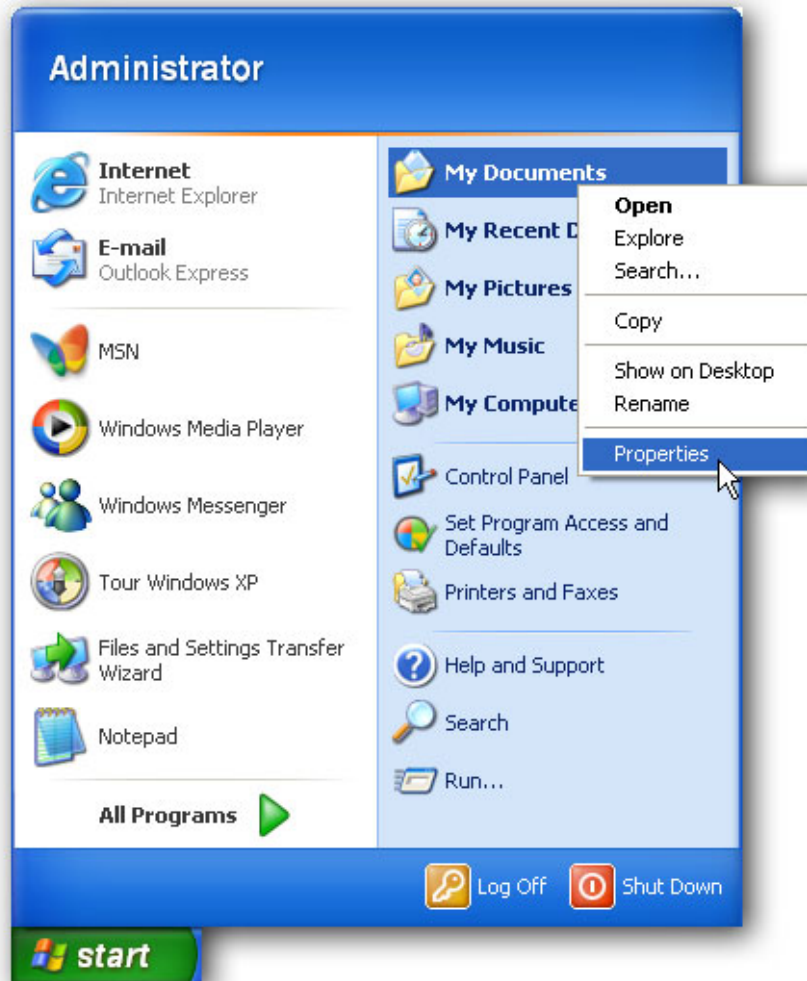 Administrator
Internet
Internet Explorer
E-mail
Outlook Express
MSN
Windows Media Player
Windows Messenger
Tour Windows XP
Files and Settings Transfer
Wizard
Notepad
All Programs
My Documents
My Recent D
My Pictures
My Music
My Compute
Control Panel
Set Program Access and
Defaults
Printers and Faxes
Help and Support
Search
Run...
Open
Explore
Search...
Copy
Show on Desktop
Rename
Properties
Log Off
Shut Down
start